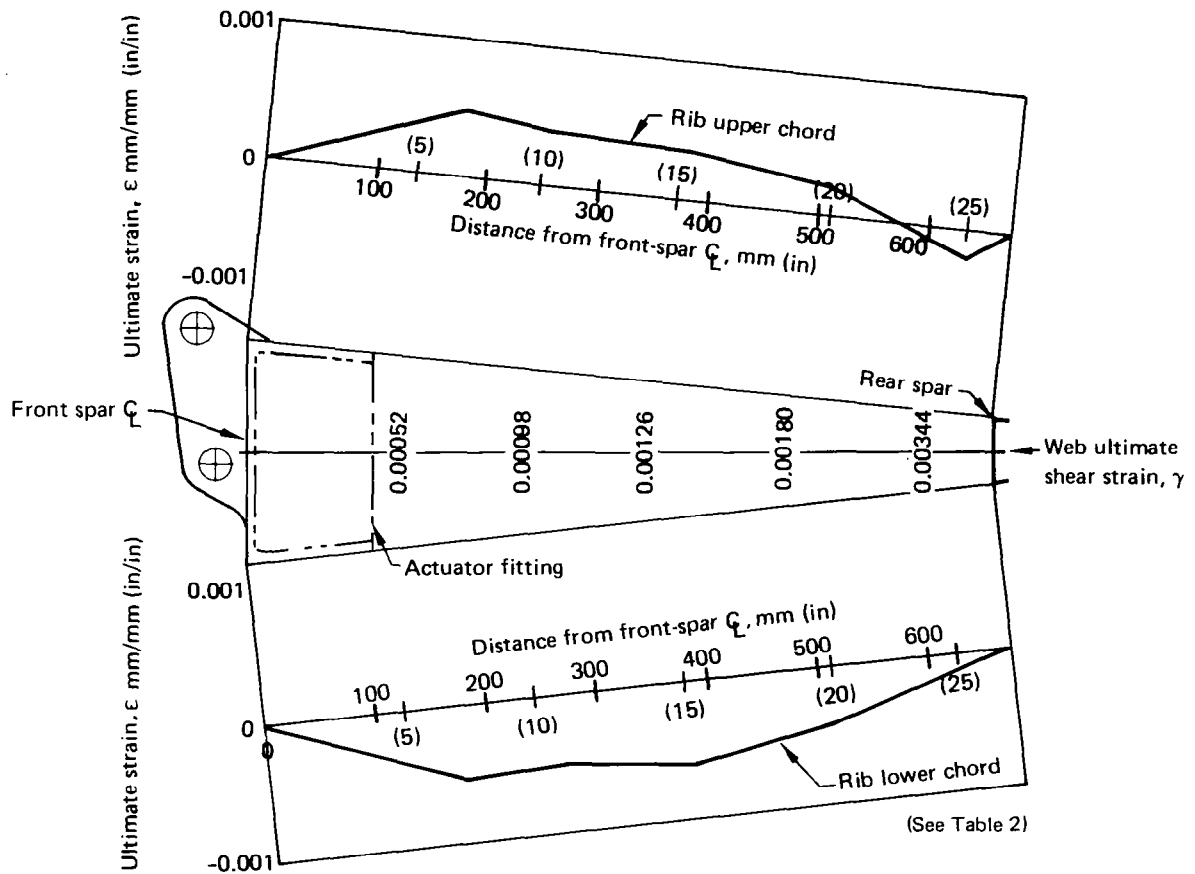 Ultimate strain, ε mm/mm (in/in)
0.001
0
-0.001
Rib upper chord
(5)
(10)
(15)
(20)
(25)
100
200
300
400
500
600
Distance from front-spar ℄, mm (in)
Front spar ℄
Rear spar
0.00052
0.00098
0.00126
0.00180
0.00344
Web ultimate
shear strain, γ
Actuator fitting
Ultimate strain, ε mm/mm (in/in)
0.001
0
0
-0.001
Distance from front-spar ℄, mm (in)
100
200
300
400
500
600
(5)
(10)
(15)
(20)
(25)
Rib lower chord
(See Table 2)